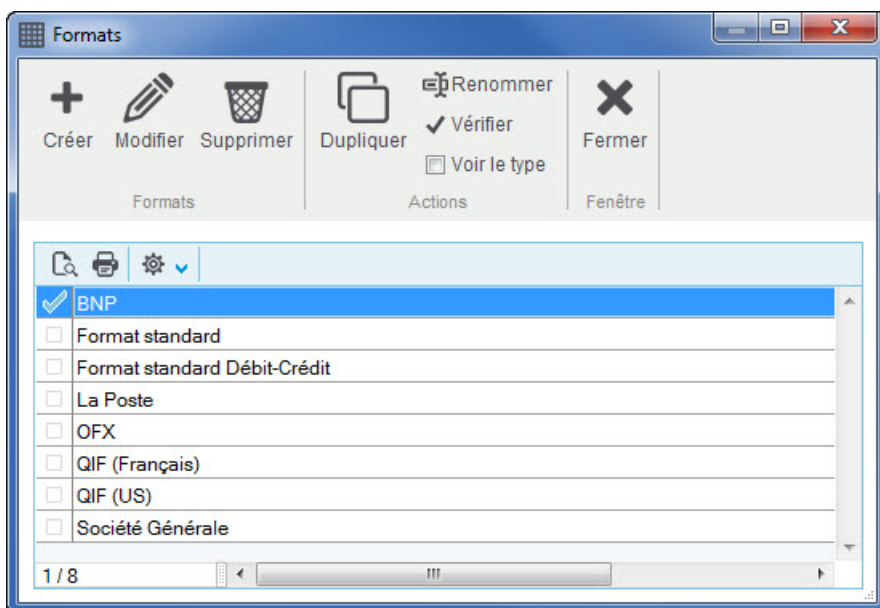 Formats
Créer
Modifier
Supprimer
Formats
Dupliquer
Renommer
Vérifier
Voir le type
Actions
Fermer
Fenêtre
BNP
Format standard
Format standard Débit-Crédit
La Poste
OFX
QIF (Français)
QIF (US)
Société Générale
1 / 8